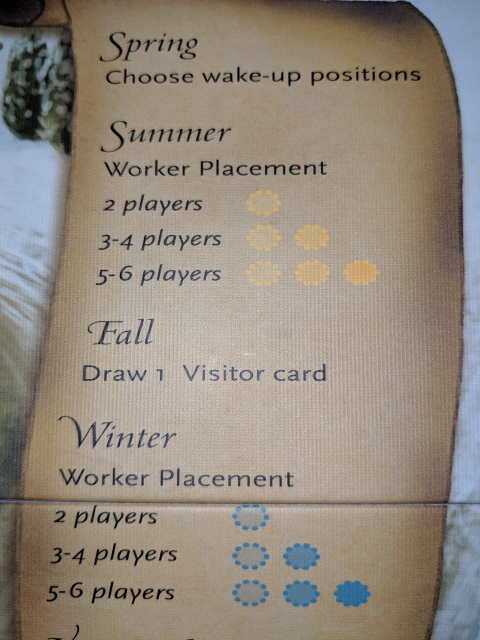 Spring
Choose wake-up positions
Summer
Worker Placement
2 players
3-4 players
5-6 players
Fall
Draw 1 Visitor card
Winter
Worker Placement
2 players
3-4 players
5-6 players